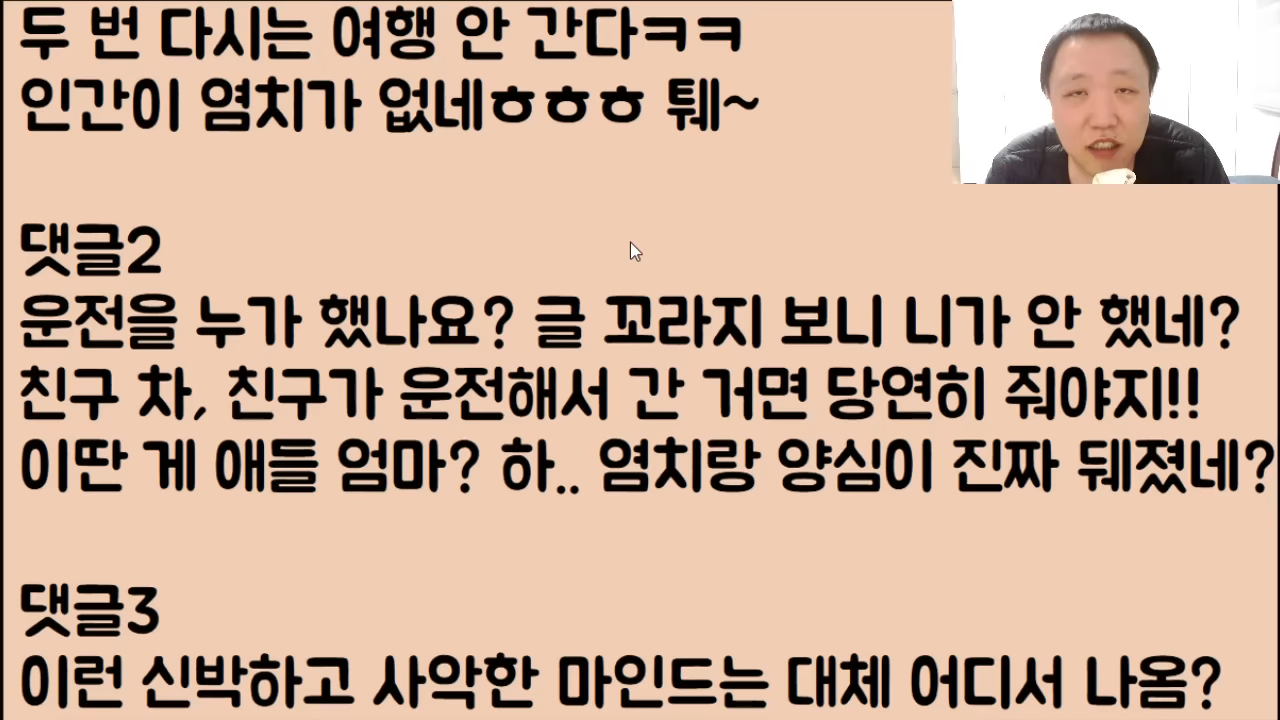 두 번 다시는 여행 안 간다ㅋㅋ
인간이 염치가 없네ㅎㅎㅎ 퉤~
댓글2
운전을 누가 했나요? 글 꼬라지 보니 니가 안 했네?
친구 차, 친구가 운전해서 간 거면 당연히 줘야지!!
이딴 게 애들 엄마? 하.. 염치랑 양심이 진짜 뒈졌네?
댓글3
이런 신박하고 사악한 마인드는 대체 어디서 나옴?